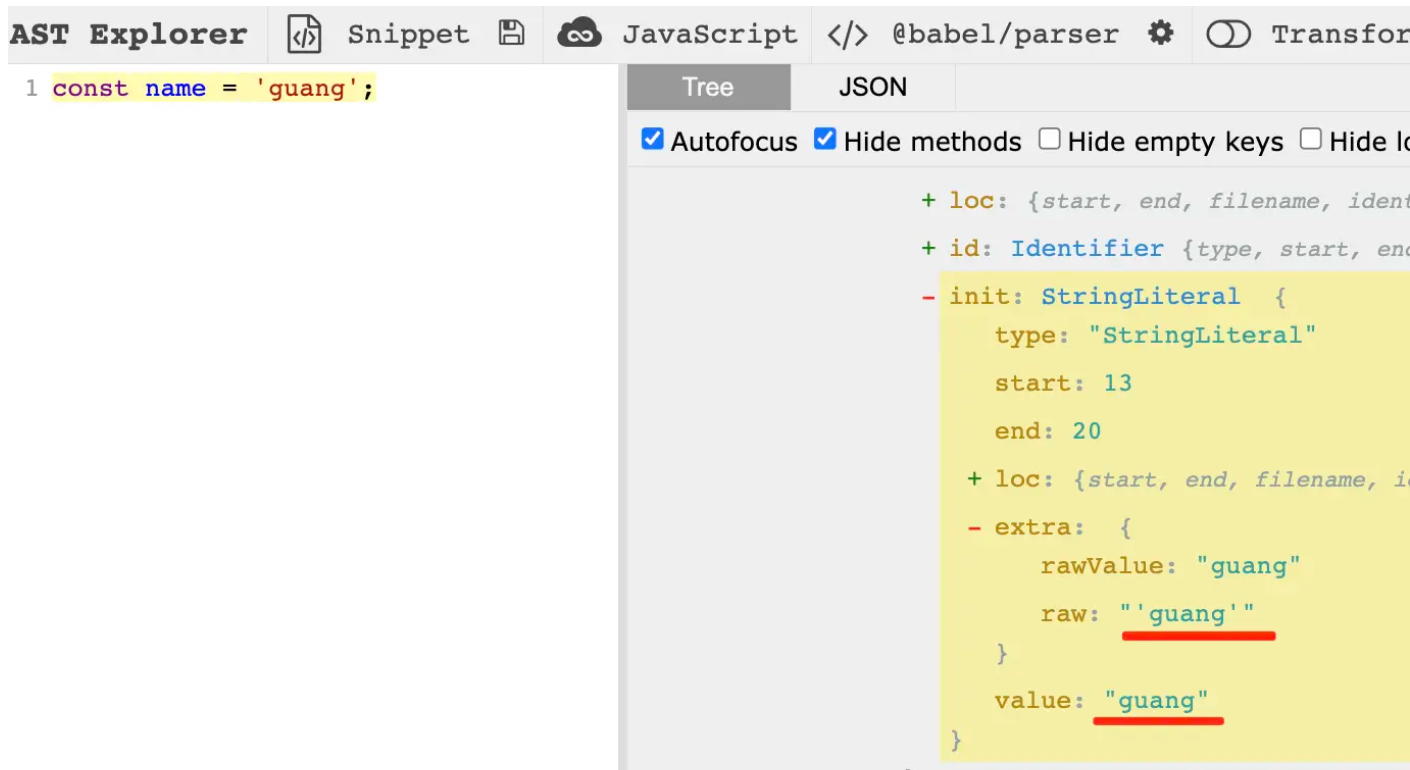 AST Explorer </> Snippet JavaScript </> @babel/parser Transfor
1 const name = 'guang';
Tree JSON
Autofocus Hide methods Hide empty keys Hide lo
+ loc: {start, end, filename, ident
+ id: Identifier {type, start, end
- init: StringLiteral {
type: "StringLiteral"
start: 13
end: 20
+ loc: {start, end, filename, id
- extra: {
rawValue: "guang"
raw: "'guang'"
}
value: "guang"
}